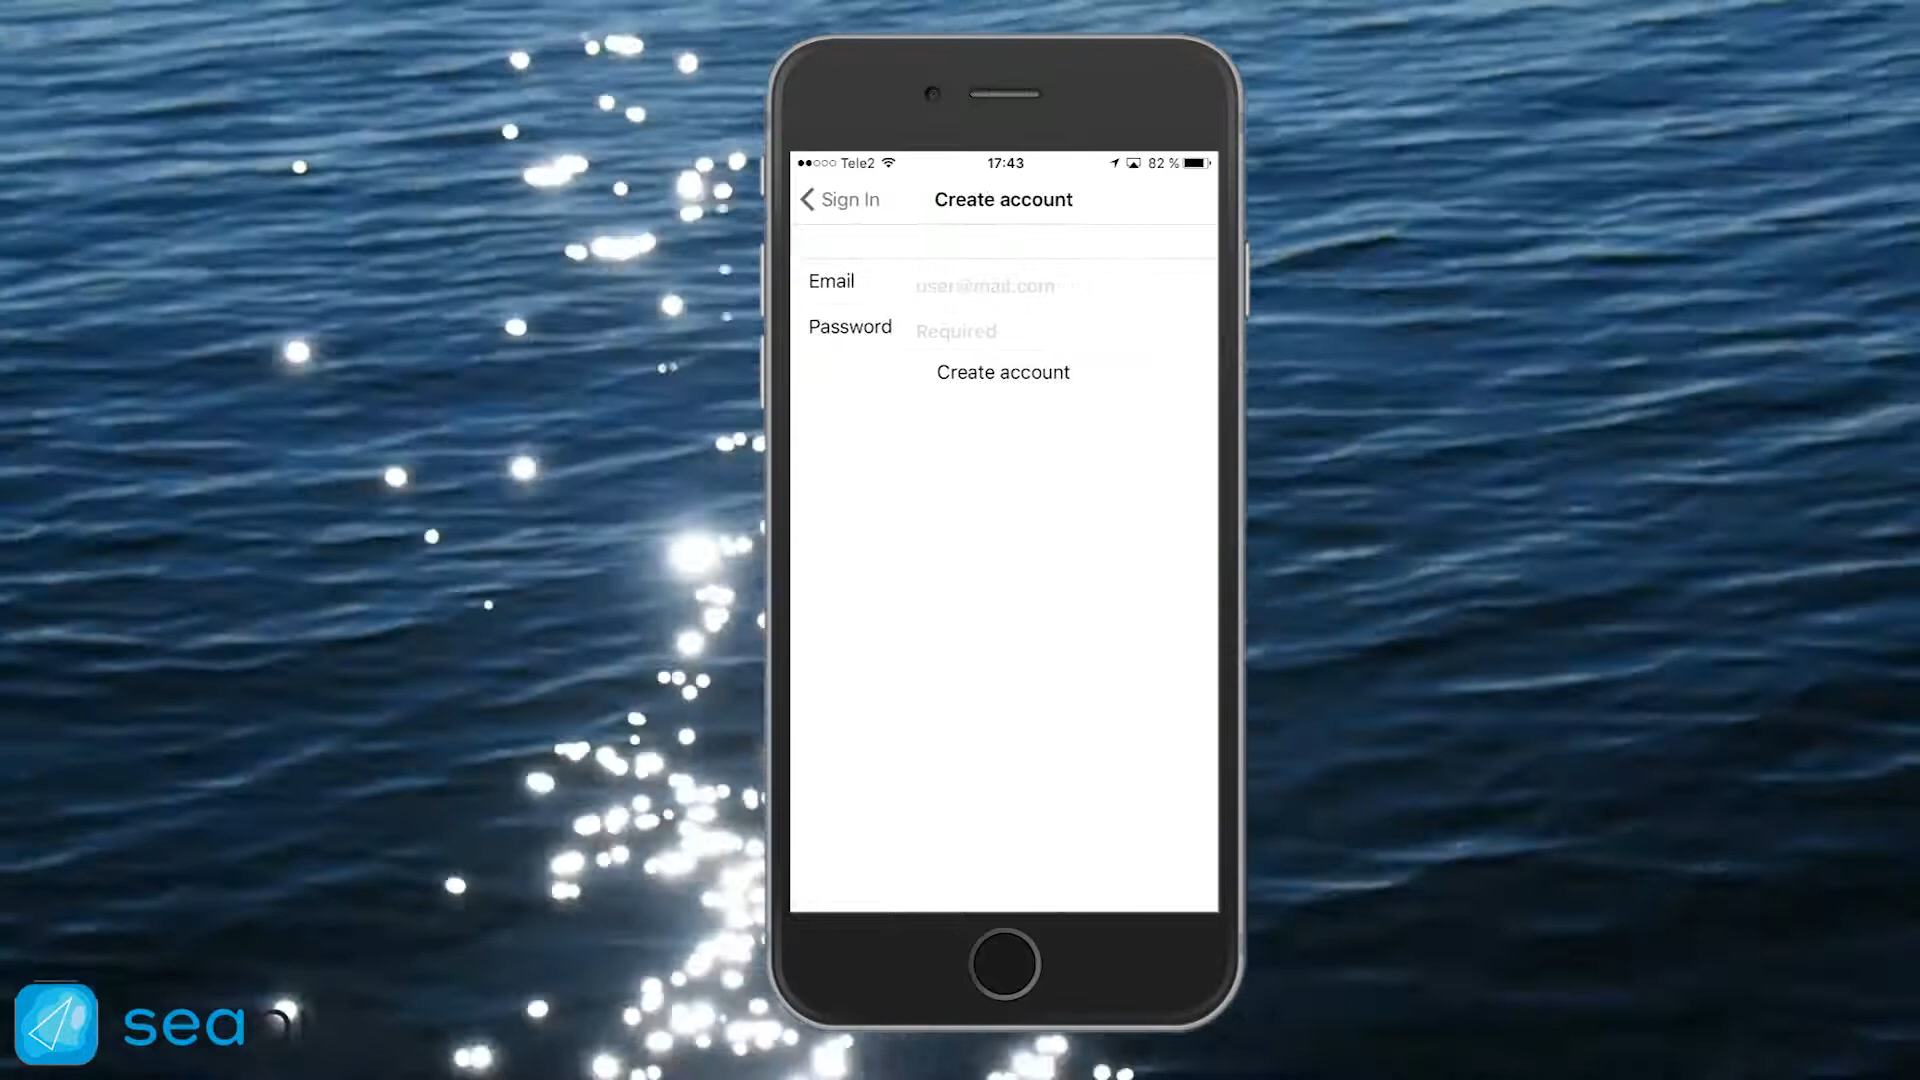 Tele2
17:43
82 %
Sign In
Create account
Email
user@mail.com
Password
Required
Create account
sea